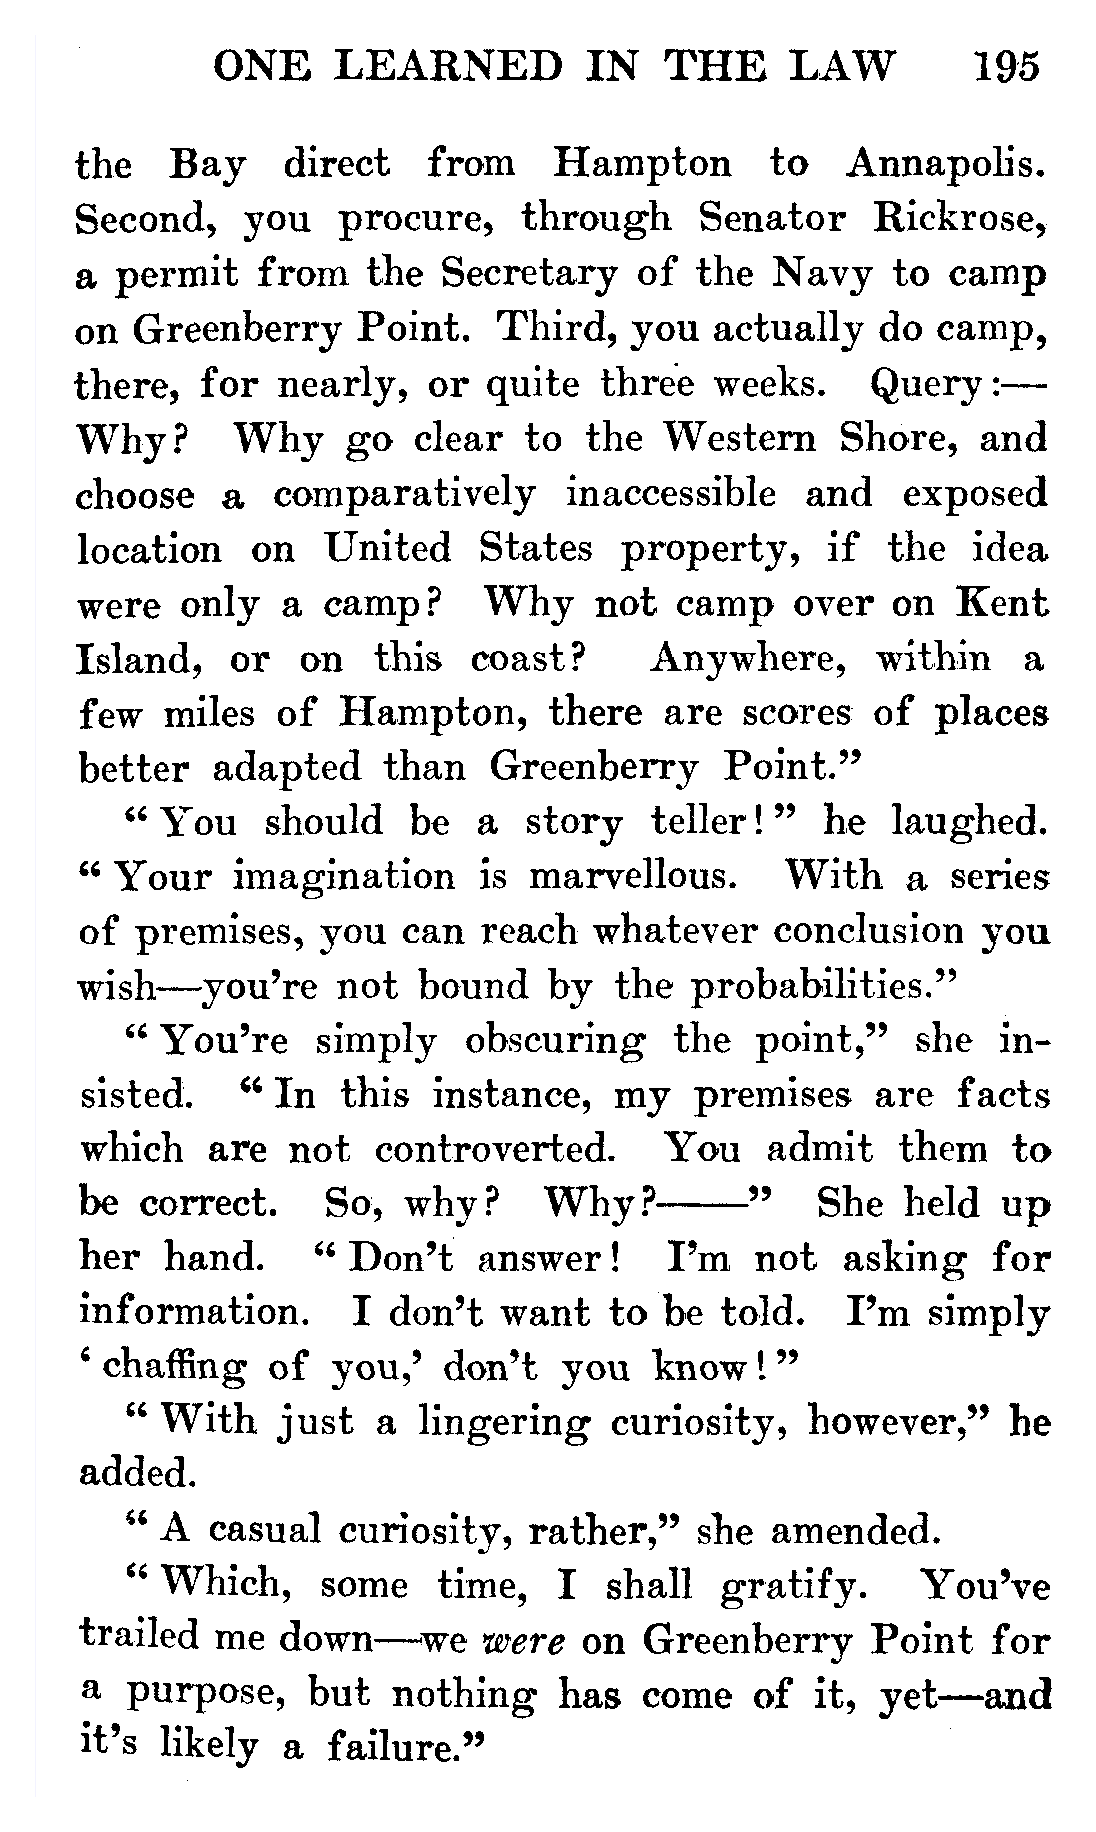 ONE LEARNED IN THE LAW 195
the Bay direct from Hampton to Annapolis.
Second, you procure, through Senator Rickrose,
a permit from the Secretary of the Navy to camp
on Greenberry Point. Third, you actually do camp,
there, for nearly, or quite three weeks. Query:—
Why? Why go clear to the Western Shore, and
choose a comparatively inaccessible and exposed
location on United States property, if the idea
were only a camp? Why not camp over on Kent
Island, or on this coast? Anywhere, within a
few miles of Hampton, there are scores of places
better adapted than Greenberry Point.”
“ You should be a story teller! ” he laughed.
“ Your imagination is marvellous. With a series
of premises, you can reach whatever conclusion you
wish—you’re not bound by the probabilities.”
“ You’re simply obscuring the point,” she in-
sisted. “ In this instance, my premises are facts
which are not controverted. You admit them to
be correct. So, why? Why?——” She held up
her hand. “ Don’t answer! I’m not asking for
information. I don’t want to be told. I’m simply
‘ chaffing of you,’ don’t you know! ”
“ With just a lingering curiosity, however,” he
added.
“ A casual curiosity, rather,” she amended.
“ Which, some time, I shall gratify. You’ve
trailed me down—we were on Greenberry Point for
a purpose, but nothing has come of it, yet—and
it’s likely a failure.”